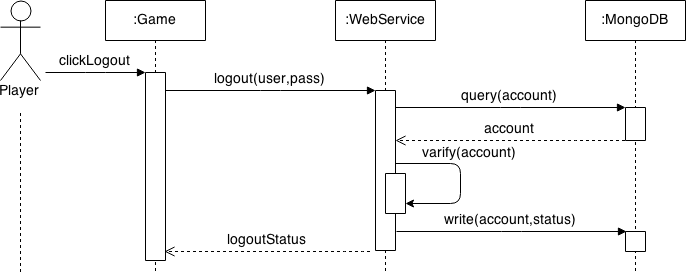 :Game
:WebService
:MongoDB
clickLogout
Player
logout(user,pass)
query(account)
account
varify(account)
write(account,status)
logoutStatus